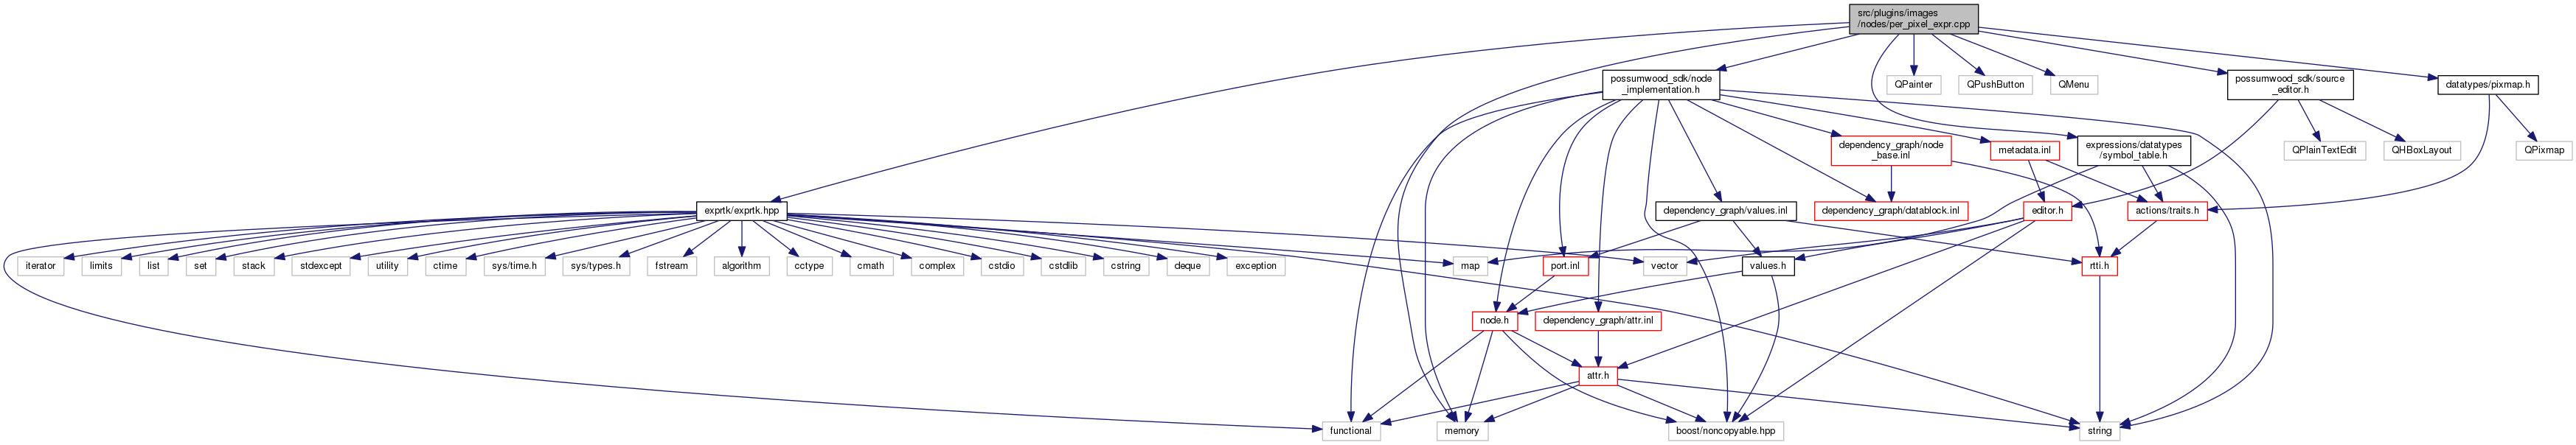 src/plugins/images
/nodes/per_pixel_expr.cpp
possumwood_sdk/node
_implementation.h
QPainter
QPushButton
QMenu
possumwood_sdk/source
_editor.h
datatypes/pixmap.h
dependency_graph/node
_base.inl
metadata.inl
expressions/datatypes
/symbol_table.h
QPlainTextEdit
QHBoxLayout
QPixmap
exprtk/exprtk.hpp
dependency_graph/values.inl
dependency_graph/datablock.inl
editor.h
actions/traits.h
iterator
limits
list
set
stack
stdexcept
utility
ctime
sys/time.h
sys/types.h
fstream
algorithm
cctype
cmath
complex
cstdio
cstdlib
cstring
deque
exception
map
vector
port.inl
values.h
rtti.h
node.h
dependency_graph/attr.inl
attr.h
functional
memory
boost/noncopyable.hpp
string